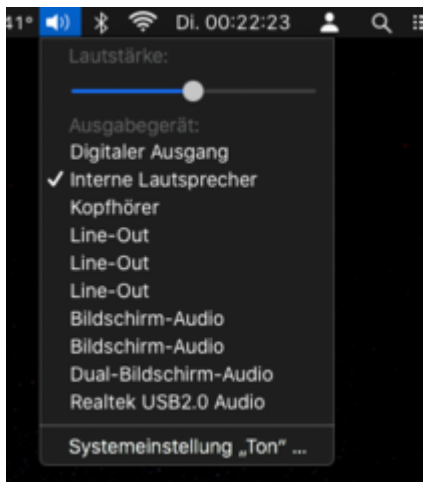 41° Di. 00:22:23
Lautstärke:
Ausgabegerät:
Digitaler Ausgang
Interne Lautsprecher
Kopfhörer
Line-Out
Line-Out
Line-Out
Bildschirm-Audio
Bildschirm-Audio
Dual-Bildschirm-Audio
Realtek USB2.0 Audio
Systemeinstellung „Ton“ ...